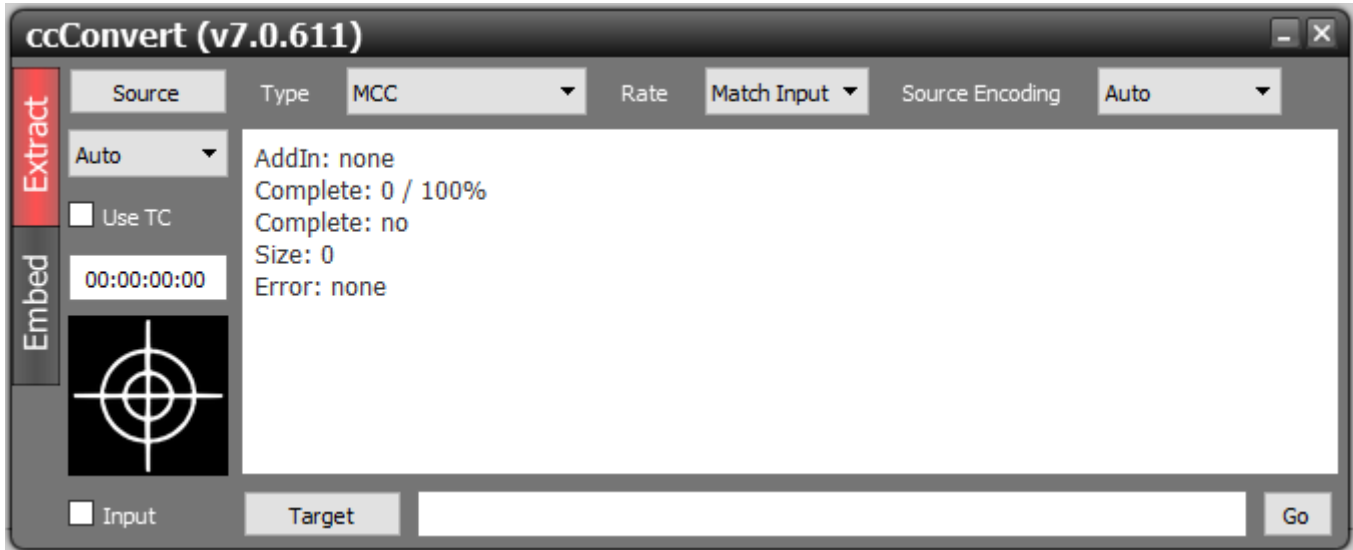 ccConvert (v7.0.611)
Extract
Embed
Source
Type
MCC
Rate
Match Input
Source Encoding
Auto
Auto
Use TC
00:00:00:00
AddIn: none
Complete: 0 / 100%
Complete: no
Size: 0
Error: none
Input
Target
Go